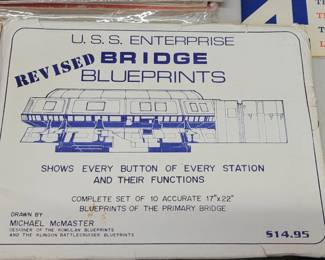 U.S.S. ENTERPRISE
REVISED BRIDGE
BLUEPRINTS
SHOWS EVERY BUTTON OF EVERY STATION
AND THEIR FUNCTIONS
COMPLETE SET OF 10 ACCURATE 17"x22"
BLUEPRINTS OF THE PRIMARY BRIDGE
DRAWN BY
MICHAEL McMASTER
DESIGNER OF THE ROMULAN BLUEPRINTS
AND THE KLINGON BATTLECRUISER BLUEPRINTS
$14.95